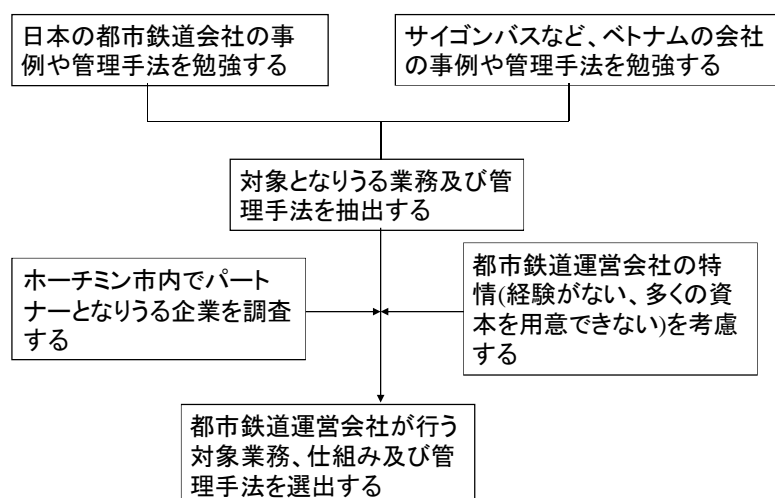 日本の都市鉄道会社の事
例や管理手法を勉強する
サイゴンバスなど、ベトナムの会社
の事例や管理手法を勉強する
対象となりうる業務及び管
理手法を抽出する
ホーチミン市内でパート
ナーとなりうる企業を調査
する
都市鉄道運営会社の特
情(経験がない、多くの資
本を用意できない)を考慮
する
都市鉄道運営会社が行う
対象業務、仕組み及び管
理手法を選出する